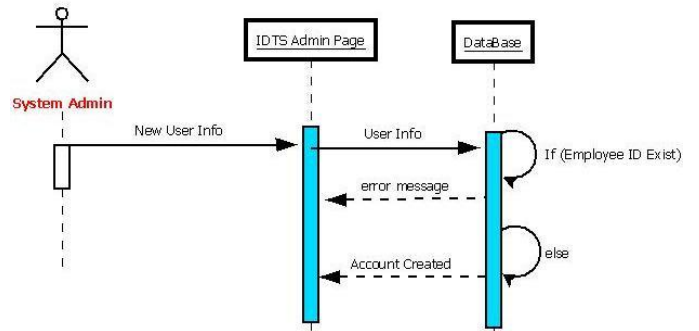 IDTS Admin Page
DataBase
System Admin
New User Info
User Info
If (Employee ID Exist)
error message
else
Account Created